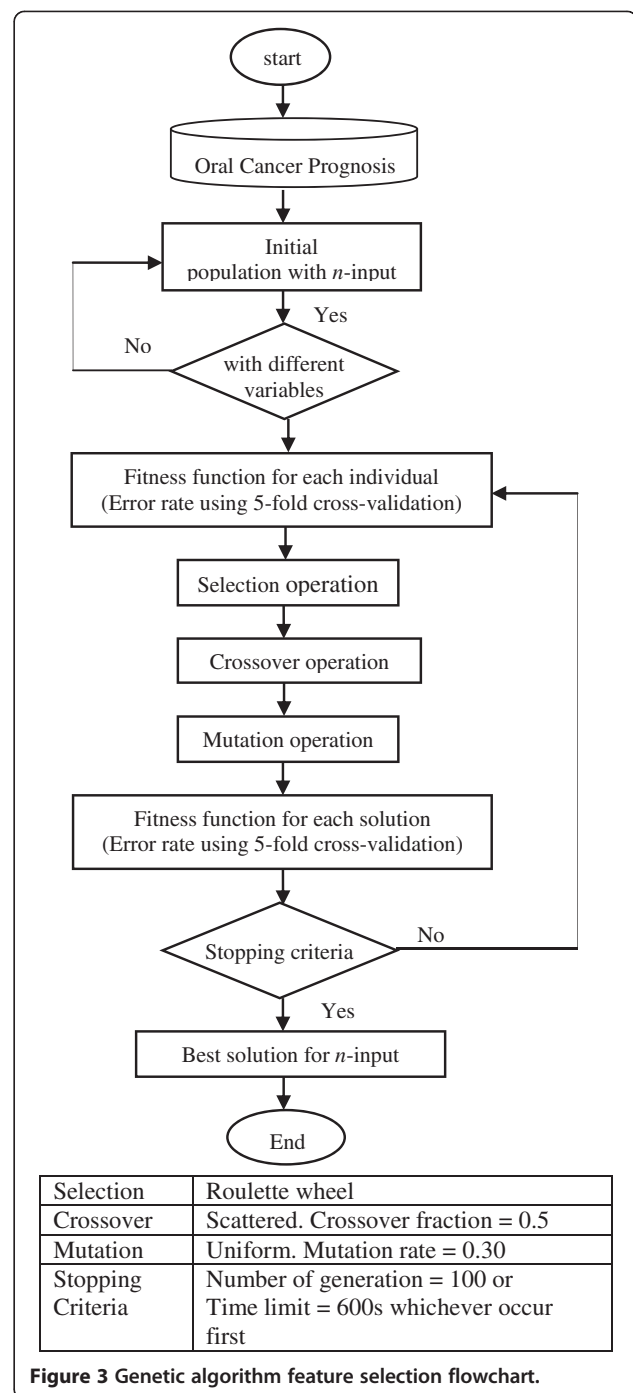 start
Oral Cancer Prognosis
Initial
population with n-input
Yes
No
with different
variables
Fitness function for each individual
(Error rate using 5-fold cross-validation)
Selection operation
Crossover operation
Mutation operation
Fitness function for each solution
(Error rate using 5-fold cross-validation)
No
Stopping criteria
Yes
Best solution for n-input
End
Selection Roulette wheel
Crossover Scattered. Crossover fraction = 0.5
Mutation Uniform. Mutation rate = 0.30
Stopping Number of generation = 100 or
Criteria Time limit = 600s whichever occur
first
Figure 3 Genetic algorithm feature selection flowchart.